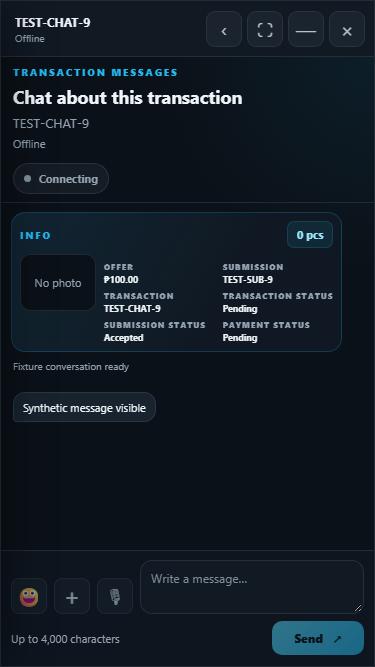 TEST-CHAT-9
Offline
TRANSACTION MESSAGES
Chat about this transaction
TEST-CHAT-9
Offline
Connecting
INFO
0 pcs
No photo
OFFER
₱100.00
SUBMISSION
TEST-SUB-9
TRANSACTION
TEST-CHAT-9
TRANSACTION STATUS
Pending
SUBMISSION STATUS
Accepted
PAYMENT STATUS
Pending
Fixture conversation ready
Synthetic message visible
Write a message...
Up to 4,000 characters
Send ↗